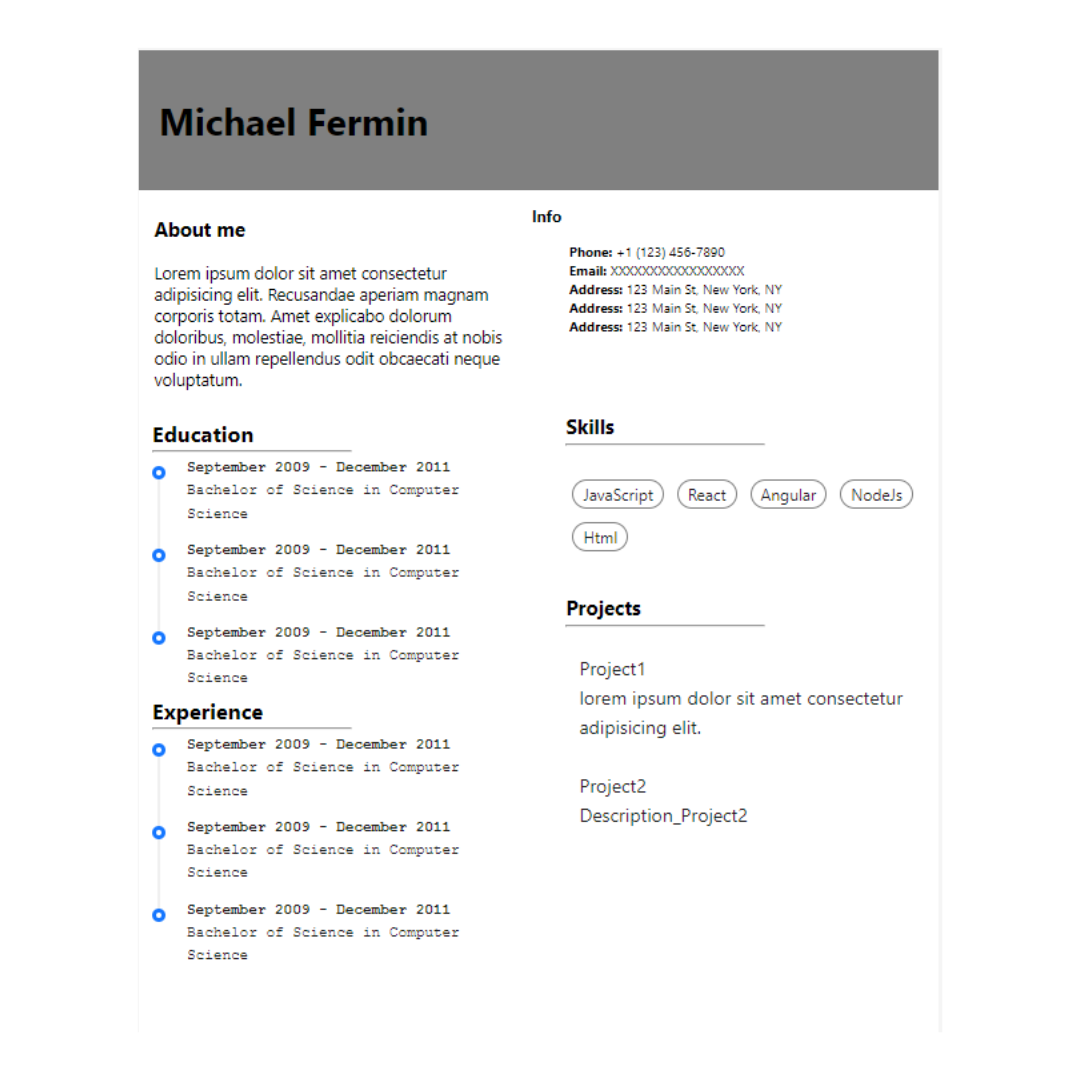 Michael Fermin
About me
Lorem ipsum dolor sit amet consectetur
adipisicing elit. Recusandae aperiam magnam
corporis totam. Amet explicabo dolorum
doloribus, molestiae, mollitia reiciendis at nobis
odio in ullam repellendus odit obcaecati neque
voluptatum.
Education
September 2009 - December 2011
Bachelor of Science in Computer
Science
September 2009 - December 2011
Bachelor of Science in Computer
Science
September 2009 - December 2011
Bachelor of Science in Computer
Science
Experience
September 2009 - December 2011
Bachelor of Science in Computer
Science
September 2009 - December 2011
Bachelor of Science in Computer
Science
September 2009 - December 2011
Bachelor of Science in Computer
Science
Info
Phone: +1 (123) 456-7890
Email: XXXXXXXXXXXXXXXXX
Address: 123 Main St, New York, NY
Address: 123 Main St, New York, NY
Address: 123 Main St, New York, NY
Skills
JavaScript React Angular NodeJs
Html
Projects
Project1
lorem ipsum dolor sit amet consectetur
adipisicing elit.
Project2
Description_Project2